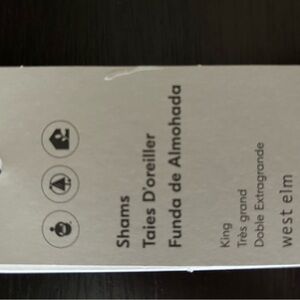 Shams
Taies D'oreiller
Funda de Almohada
King
Très grand
Doble Extragrande
west elm